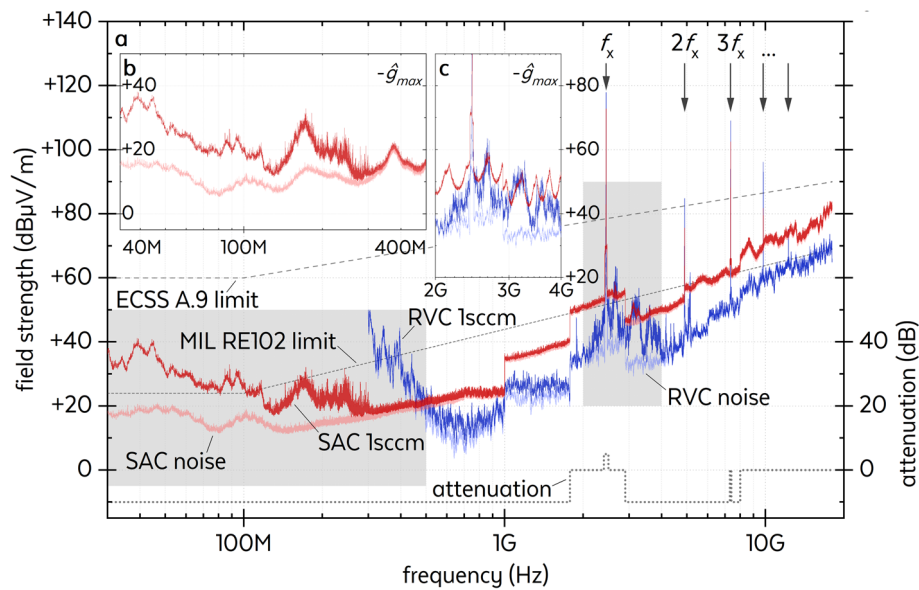 +140
+120
+100
+80
+60
+40
+20
0
field strength (dBµV/m)
a
b
-ĝmax
+40
+20
0
40M
100M
400M
c
-ĝmax
2G
3G
4G
fx
2fx
3fx
...
+80
+60
+40
+20
ECSS A.9 limit
MIL RE102 limit
RVC 1sccm
SAC noise
SAC 1sccm
RVC noise
attenuation
40
20
0
attenuation (dB)
100M
1G
10G
frequency (Hz)